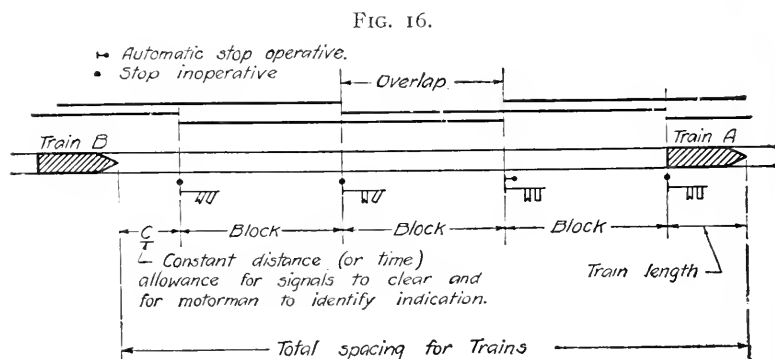 FIG. 16.
Automatic stop operative.
Stop inoperative
Overlap
Train B
Train A
C
Block
Block
Block
Constant distance (or time)
allowance for signals to clear and
for motorman to identify indication.
Train length
Total spacing for Trains